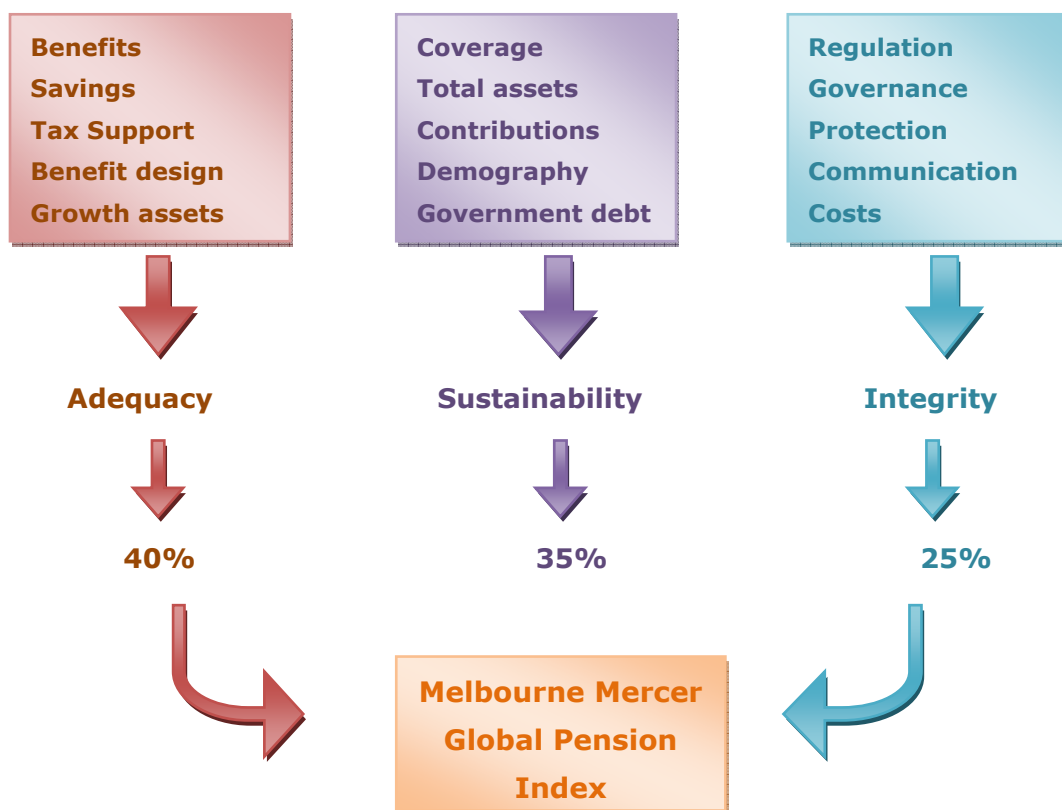 Benefits
Savings
Tax Support
Benefit design
Growth assets
Coverage
Total assets
Contributions
Demography
Government debt
Regulation
Governance
Protection
Communication
Costs
Adequacy
Sustainability
Integrity
40%
35%
25%
Melbourne Mercer
Global Pension
Index